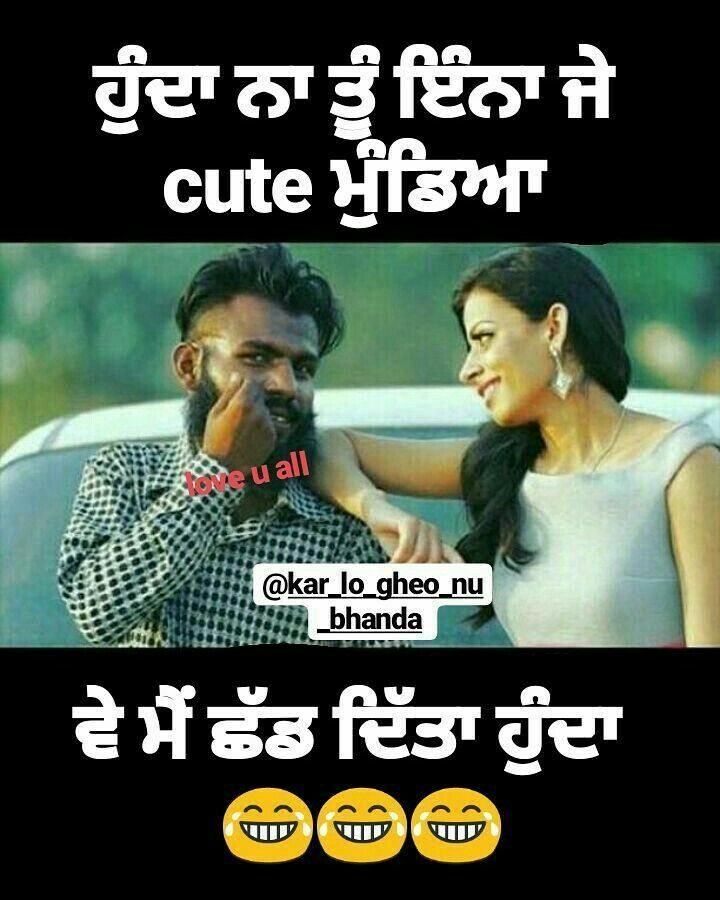 ਹੁੰਦਾ ਨਾ ਤੂੰ ਇੰਨਾ ਜੇ
cute ਮੁੰਡਿਆ
love u all
@kar_lo_gheo_nu
_bhanda
ਵੇ ਮੈਂ ਛੱਡ ਦਿੱਤਾ ਹੁੰਦਾ
😂😂😂